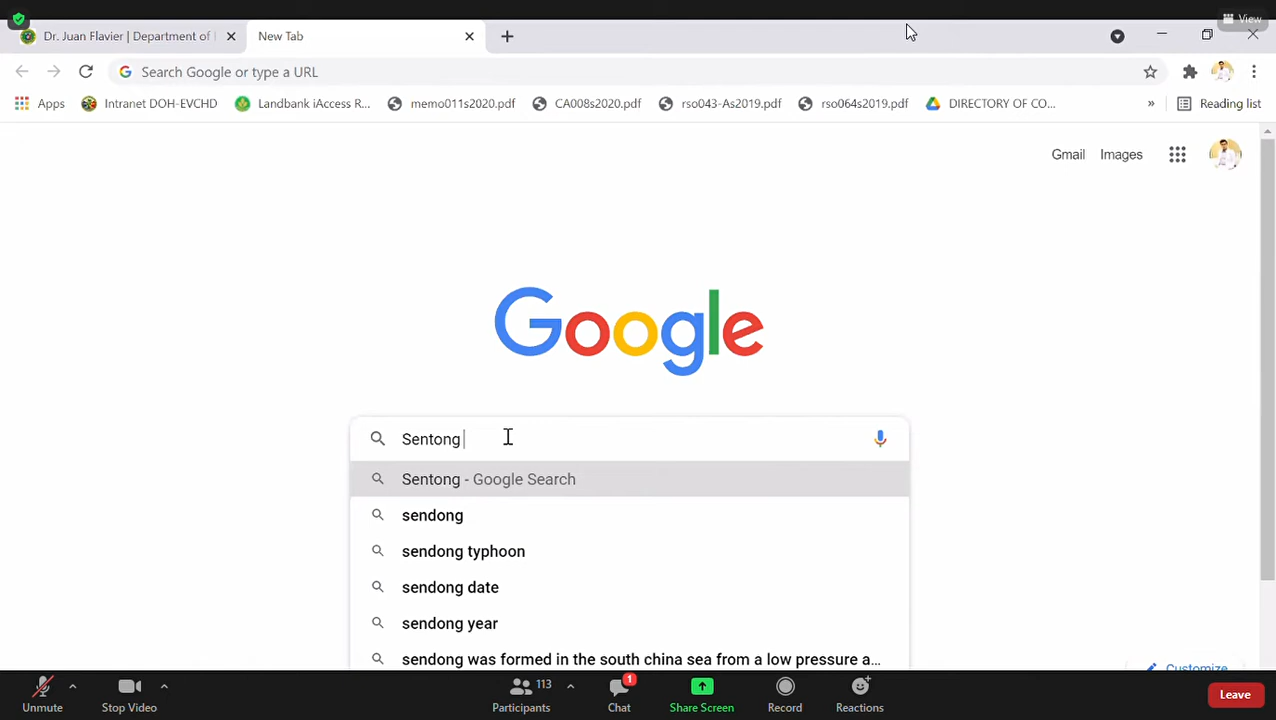 View
Dr. Juan Flavier | Department of
New Tab
Search Google or type a URL
Apps
Intranet DOH-EVCHD
Landbank iAccess R...
memo011s2020.pdf
CA008s2020.pdf
rso043-As2019.pdf
rso064s2019.pdf
DIRECTORY OF CO...
»
Reading list
Gmail
Images
Google
Sentong
Sentong - Google Search
sendong
sendong typhoon
sendong date
sendong year
sendong was formed in the south china sea from a low pressure a...
Customize
Unmute
Stop Video
113
Participants
1
Chat
Share Screen
Record
Reactions
Leave